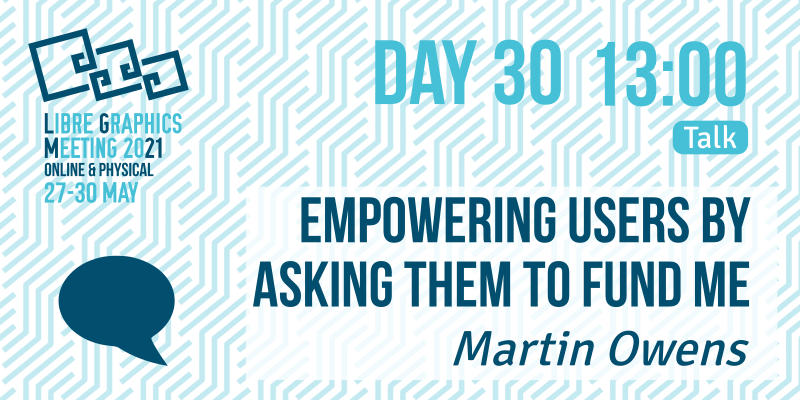 LIBRE GRAPHICS
MEETING 2021
ONLINE & PHYSICAL
27-30 MAY
DAY 30 13:00
Talk
EMPOWERING USERS BY
ASKING THEM TO FUND ME
Martin Owens